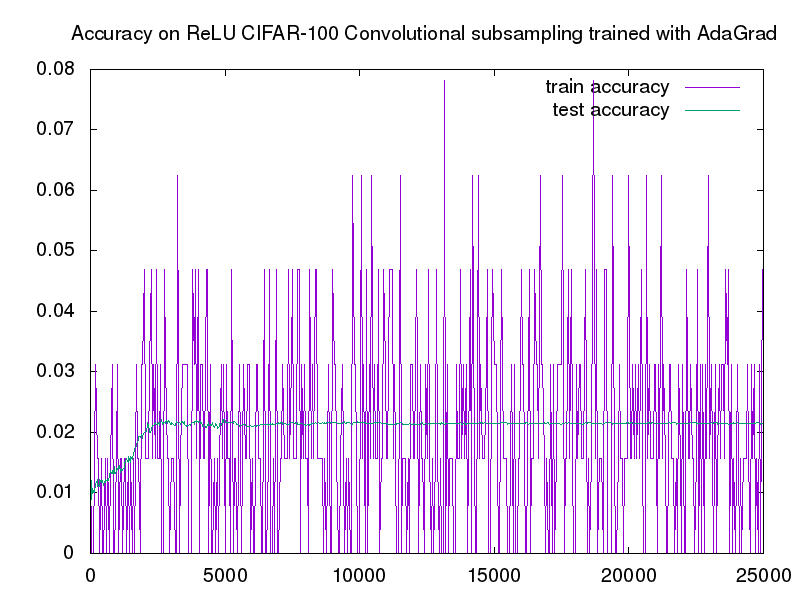 Accuracy on ReLU CIFAR-100 Convolutional subsampling trained with AdaGrad
0.08
train accuracy
test accuracy
0.07
0.06
0.05
0.04
0.03
0.02
0.01
0
0 5000 10000 15000 20000 25000